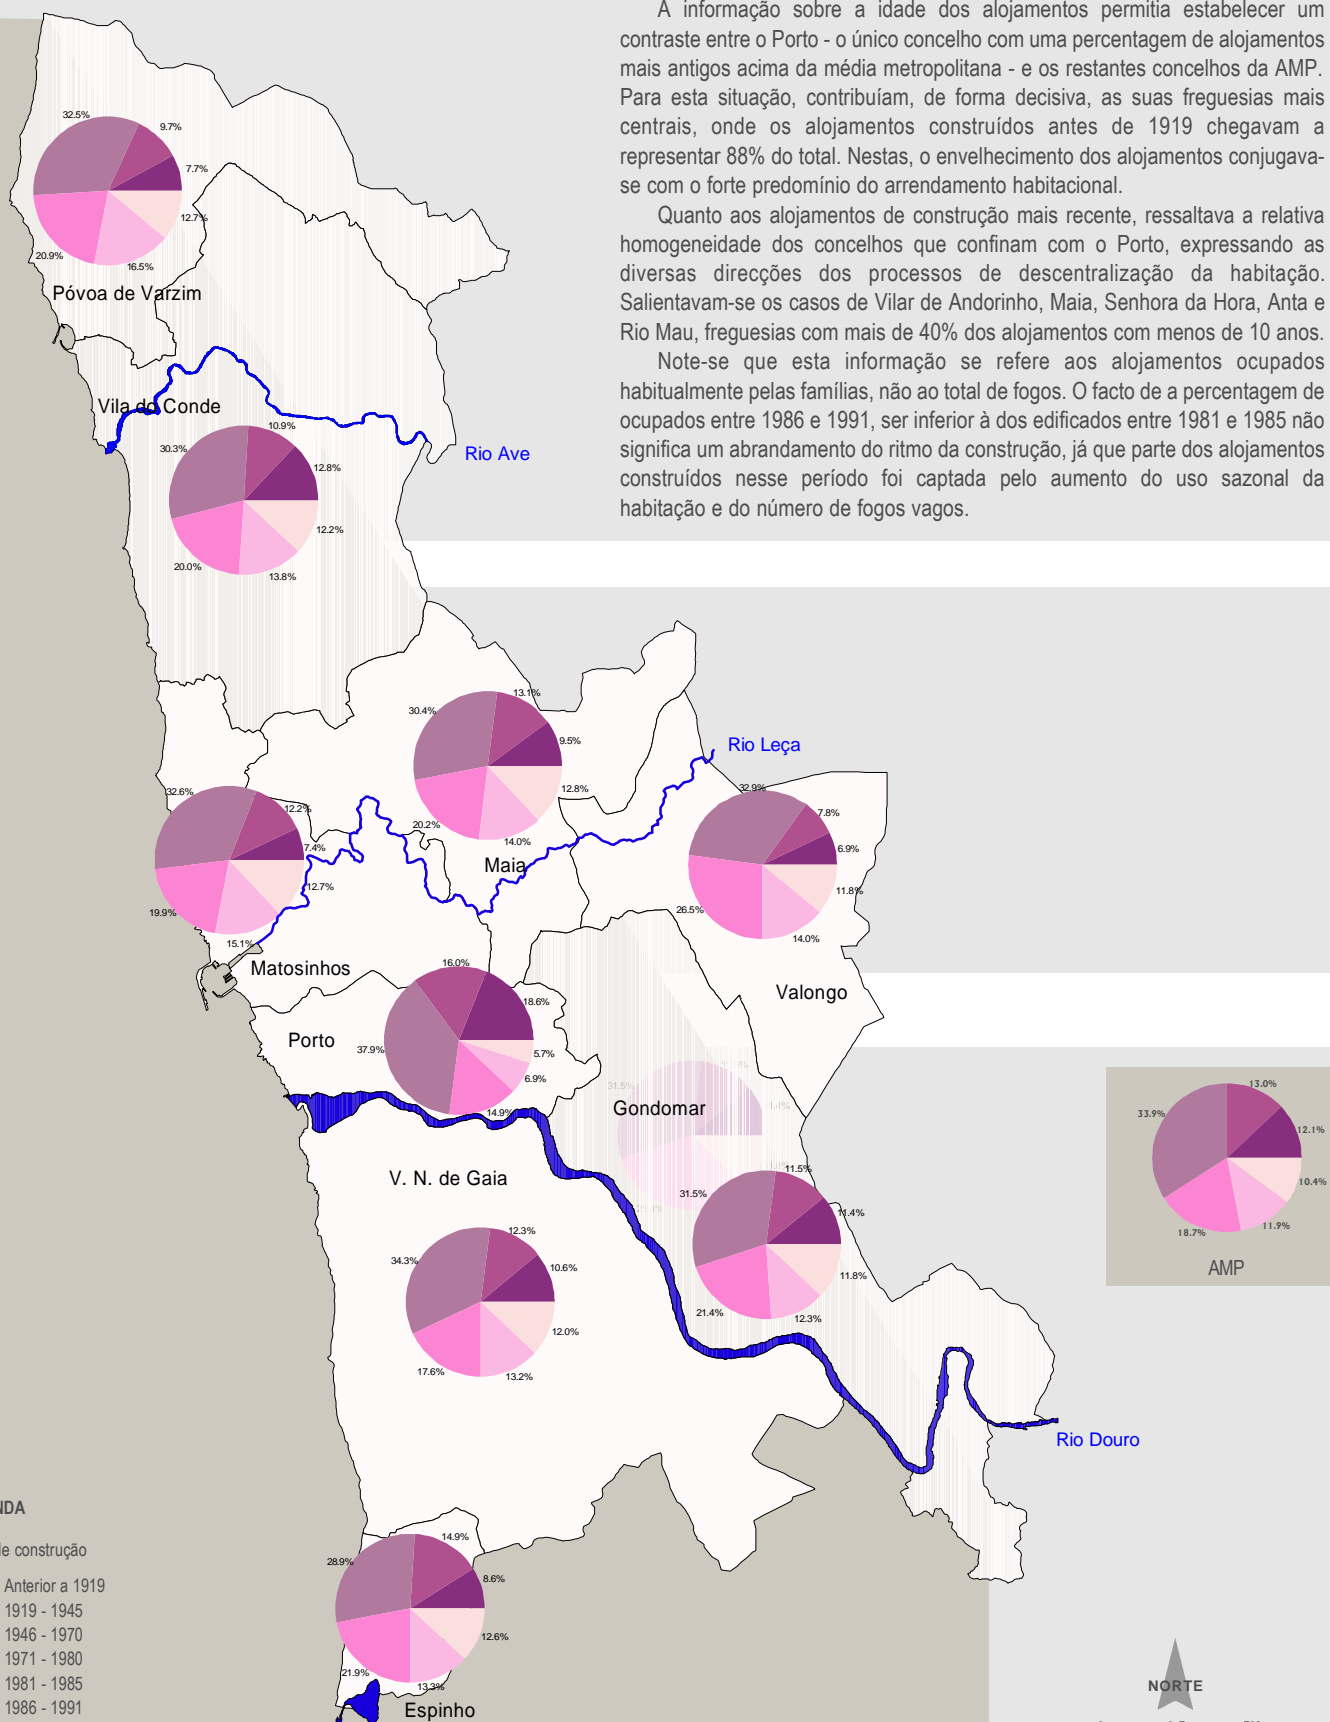 A informação sobre a idade dos alojamentos permitia estabelecer um
contraste entre o Porto - o único concelho com uma percentagem de alojamentos
mais antigos acima da média metropolitana - e os restantes concelhos da AMP.
Para esta situação, contribuíam, de forma decisiva, as suas freguesias mais
centrais, onde os alojamentos construídos antes de 1919 chegavam a
representar 88% do total. Nestas, o envelhecimento dos alojamentos conjugava-
se com o forte predomínio do arrendamento habitacional.
Quanto aos alojamentos de construção mais recente, ressaltava a relativa
homogeneidade dos concelhos que confinam com o Porto, expressando as
diversas direcções dos processos de descentralização da habitação.
Salientavam-se os casos de Vilar de Andorinho, Maia, Senhora da Hora, Anta e
Rio Mau, freguesias com mais de 40% dos alojamentos com menos de 10 anos.
Note-se que esta informação se refere aos alojamentos ocupados
habitualmente pelas famílias, não ao total de fogos. O facto de a percentagem de
ocupados entre 1986 e 1991, ser inferior à dos edificados entre 1981 e 1985 não
significa um abrandamento do ritmo da construção, já que parte dos alojamentos
construídos nesse período foi captada pelo aumento do uso sazonal da
habitação e do número de fogos vagos.
32.5%
9.7%
7.7%
12.7%
20.9%
16.5%
Póvoa de Varzim
Vila do Conde
10.9%
30.3%
12.8%
12.2%
20.0%
13.8%
Rio Ave
13.1%
30.4%
9.5%
12.8%
20.2%
14.0%
Maia
Rio Leça
32.6%
12.2%
7.4%
12.7%
19.9%
15.1%
Matosinhos
32.9%
7.8%
6.9%
11.8%
26.5%
14.0%
Valongo
16.0%
18.6%
37.9%
5.7%
6.9%
14.9%
Porto
31.5%
Gondomar
31.5%
11.5%
11.4%
11.8%
21.4%
12.3%
V. N. de Gaia
12.3%
34.3%
10.6%
12.0%
17.6%
13.2%
13.0%
33.9%
12.1%
10.4%
11.9%
18.7%
AMP
Rio Douro
14.9%
28.9%
8.6%
12.6%
21.9%
13.3%
Espinho
NDA
de construção
Anterior a 1919
1919 - 1945
1946 - 1970
1971 - 1980
1981 - 1985
1986 - 1991
NORTE